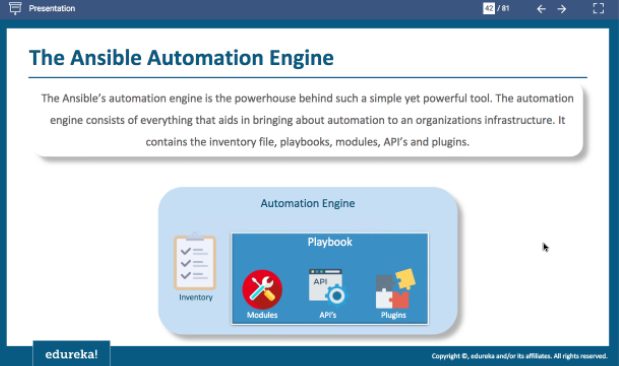 Presentation
42 / 81
The Ansible Automation Engine
The Ansible's automation engine is the powerhouse behind such a simple yet powerful tool. The automation
engine consists of everything that aids in bringing about automation to an organizations infrastructure. It
contains the inventory file, playbooks, modules, API's and plugins.
Automation Engine
Playbook
API
Inventory
Modules
API's
Plugins
edureka!
Copyright ©, edureka and/or its affiliates. All rights reserved.